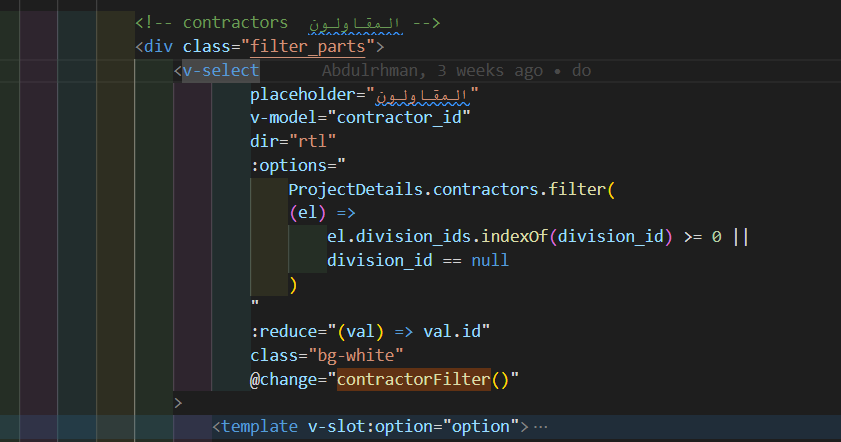 <!-- contractors المقاولون -->
<div class="filter_parts">
<v-select Abdulrhman, 3 weeks ago • do
placeholder="المقاولون"
v-model="contractor_id"
dir="rtl"
:options="
ProjectDetails.contractors.filter(
(el) =>
el.division_ids.indexOf(division_id) >= 0 ||
division_id == null
)
"
:reduce="(val) => val.id"
class="bg-white"
@change="contractorFilter()"
>
<template v-slot:option="option"> ⋯